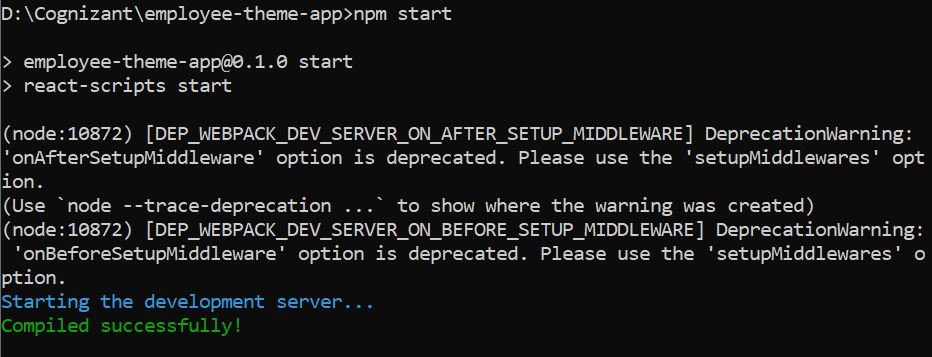 D:\Cognizant\employee-theme-app>npm start
> employee-theme-app@0.1.0 start
> react-scripts start
(node:10872) [DEP_WEBPACK_DEV_SERVER_ON_AFTER_SETUP_MIDDLEWARE] DeprecationWarning:
'onAfterSetupMiddleware' option is deprecated. Please use the 'setupMiddlewares' opt
ion.
(Use `node --trace-deprecation ...` to show where the warning was created)
(node:10872) [DEP_WEBPACK_DEV_SERVER_ON_BEFORE_SETUP_MIDDLEWARE] DeprecationWarning:
 'onBeforeSetupMiddleware' option is deprecated. Please use the 'setupMiddlewares' o
ption.
Starting the development server...
Compiled successfully!